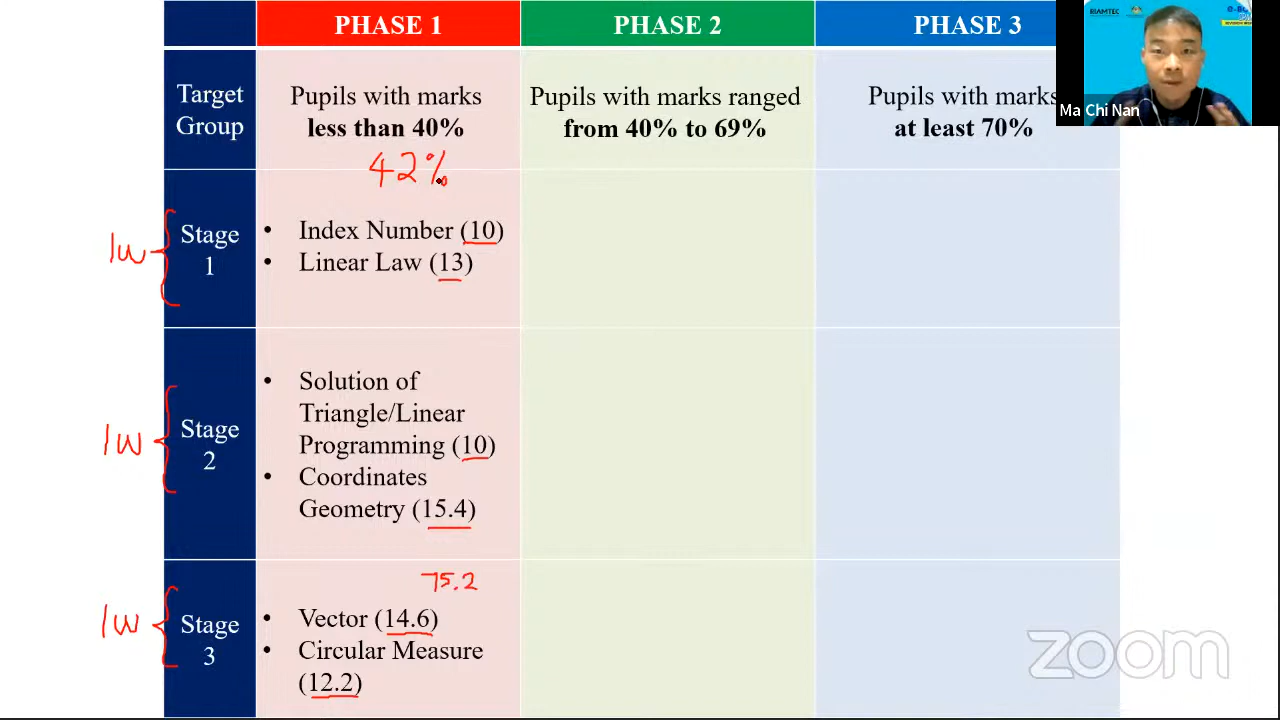 PHASE 1
PHASE 2
PHASE 3
Target
Group
Pupils with marks
less than 40%
Pupils with marks ranged
from 40% to 69%
Pupils with marks
at least 70%
Ma Chi Nan
42%
1W
Stage
1
• Index Number (10)
• Linear Law (13)
1W
Stage
2
• Solution of
Triangle/Linear
Programming (10)
• Coordinates
Geometry (15.4)
75.2
1W
Stage
3
• Vector (14.6)
• Circular Measure
(12.2)
zoom